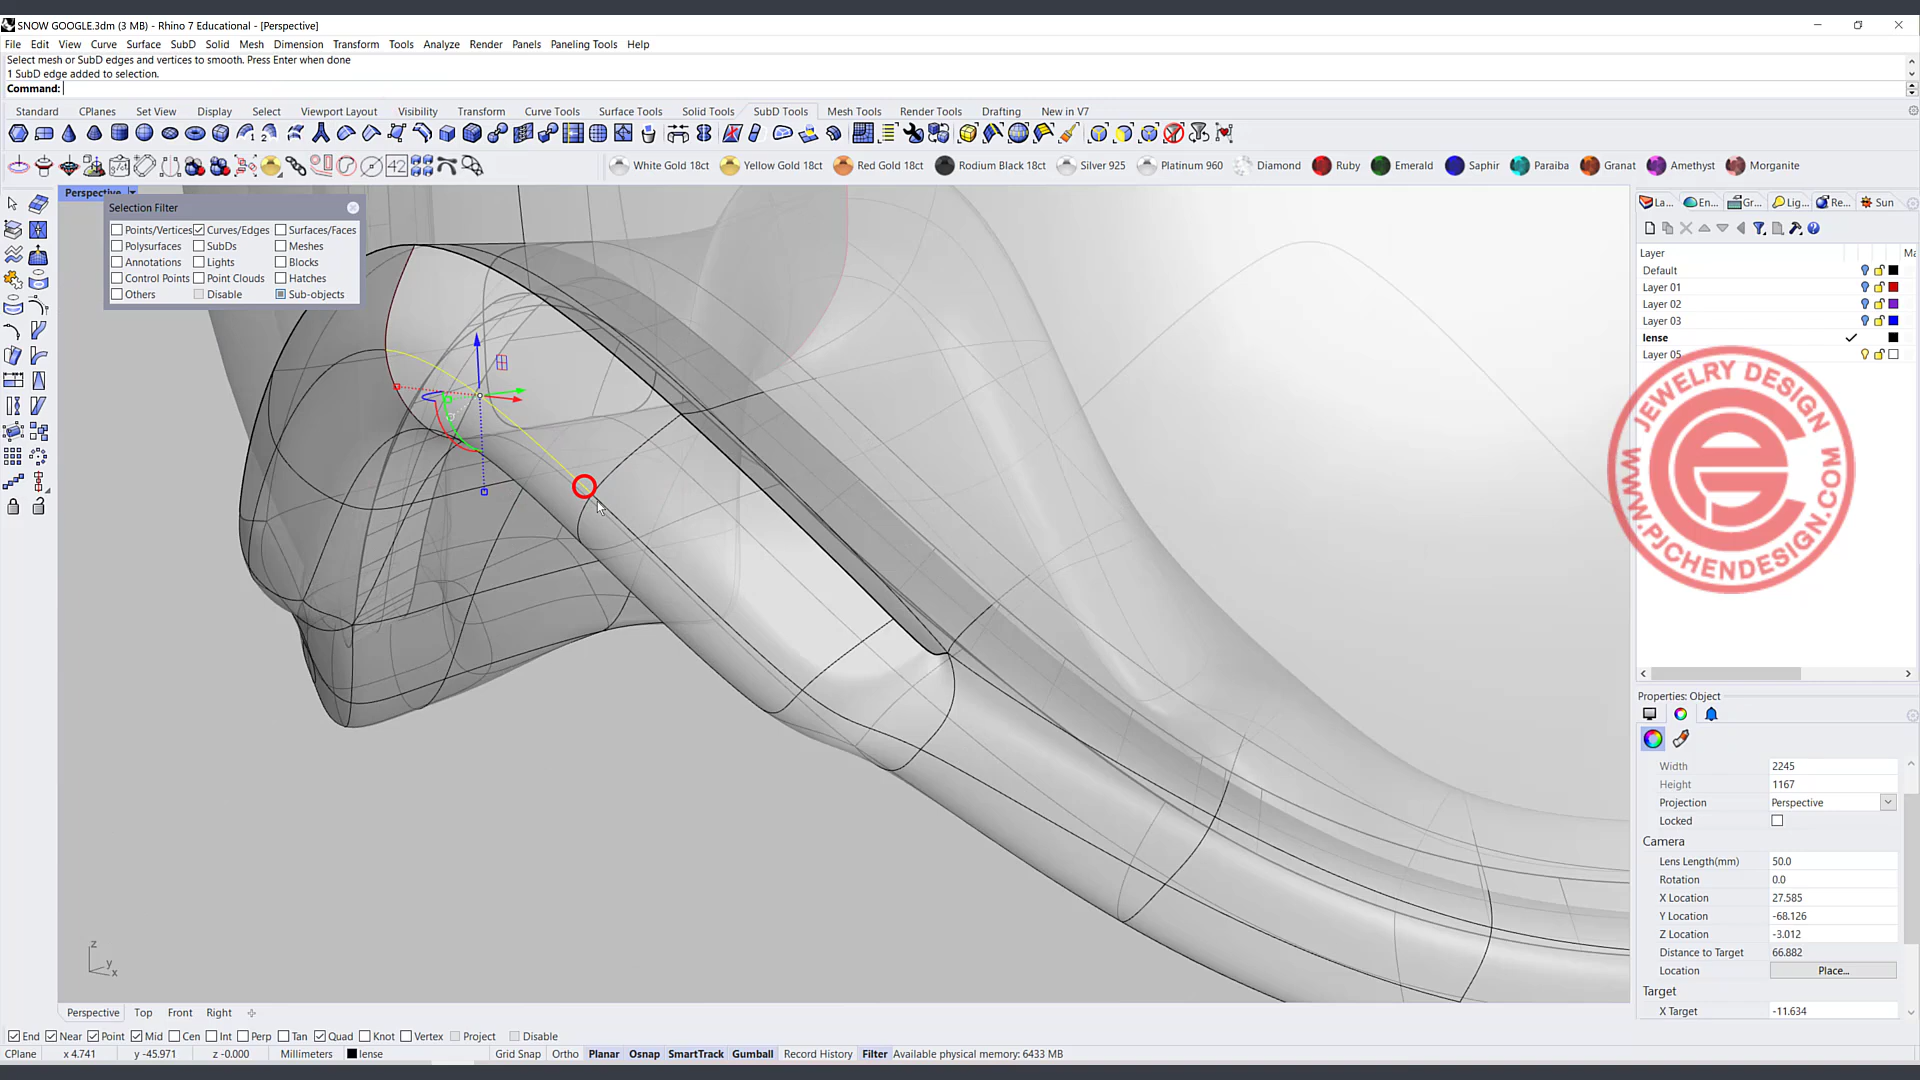 SNOW GOOGLE.3dm (3 MB) - Rhino 7 Educational - [Perspective]
File Edit View Curve Surface SubD Solid Mesh Dimension Transform Tools Analyze Render Panels Paneling Tools Help
Select mesh or SubD edges and vertices to smooth. Press Enter when done
1 SubD edge added to selection.
Command:
Standard CPlanes Set View Display Select Viewport Layout Visibility Transform Curve Tools Surface Tools Solid Tools SubD Tools Mesh Tools Render Tools Drafting New in V7
42 White Gold 18ct Yellow Gold 18ct Red Gold 18ct Rodium Black 18ct Silver 925 Platinum 960 Diamond Ruby Emerald Saphir Paraiba Granat Amethyst Morganite
Perspective
Selection Filter
Points/Vertices Curves/Edges Surfaces/Faces
Polysurfaces SubDs Meshes
Annotations Lights Blocks
Control Points Point Clouds Hatches
Others Disable Sub-objects
La... En... Gr... Lig... Re... Sun
Layer Ma
Default
Layer 01
Layer 02
Layer 03
lense
Layer 05
JEWELRY DESIGN
WWW.PJCHENDESIGN.COM
Properties: Object
Width 2245
Height 1167
Projection Perspective
Locked
Camera
Lens Length(mm) 50.0
Rotation 0.0
X Location 27.585
Y Location -68.126
Z Location -3.012
Distance to Target 66.882
Location Place...
Target
X Target -11.634
z
y
x
Perspective Top Front Right
End Near Point Mid Cen Int Perp Tan Quad Knot Vertex Project Disable
CPlane x 4.741 y -45.971 z -0.000 Millimeters lense Grid Snap Ortho Planar Osnap SmartTrack Gumball Record History Filter Available physical memory: 6433 MB